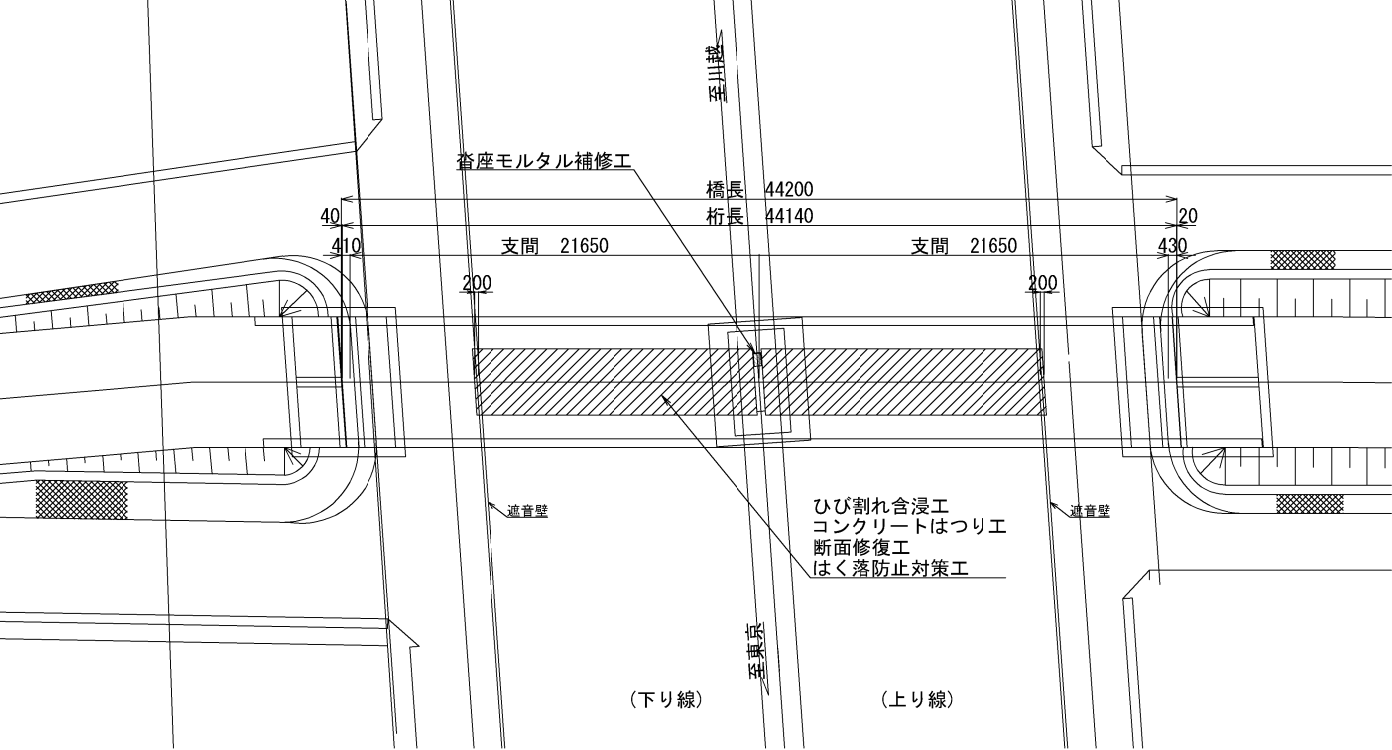 至川越
沓座モルタル補修工
橋長　44200
40
桁長　44140
20
410
支間　21650
支間　21650
430
200
200
ひび割れ含浸工
コンクリートはつり工
断面修復工
はく落防止対策工
遮音壁
遮音壁
至東京
(下り線)
(上り線)